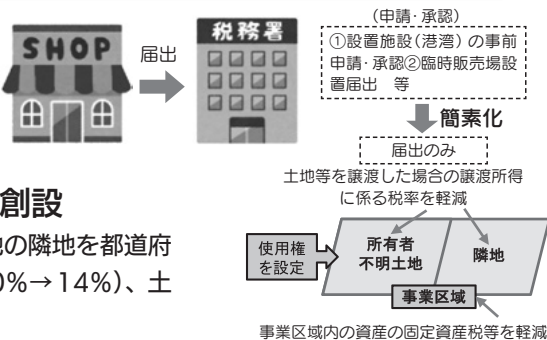 SHOP
届出
税務署
（申請・承認）
①設置施設（港湾）の事前
申請・承認②臨時販売場設
置届出　等
簡素化
届出のみ
土地等を譲渡した場合の譲渡所得
に係る税率を軽減
創設
の隣地を都道府
0%→14%）、土
使用権
を設定
所有者
不明土地
隣地
事業区域
事業区域内の資産の固定資産税等を軽減